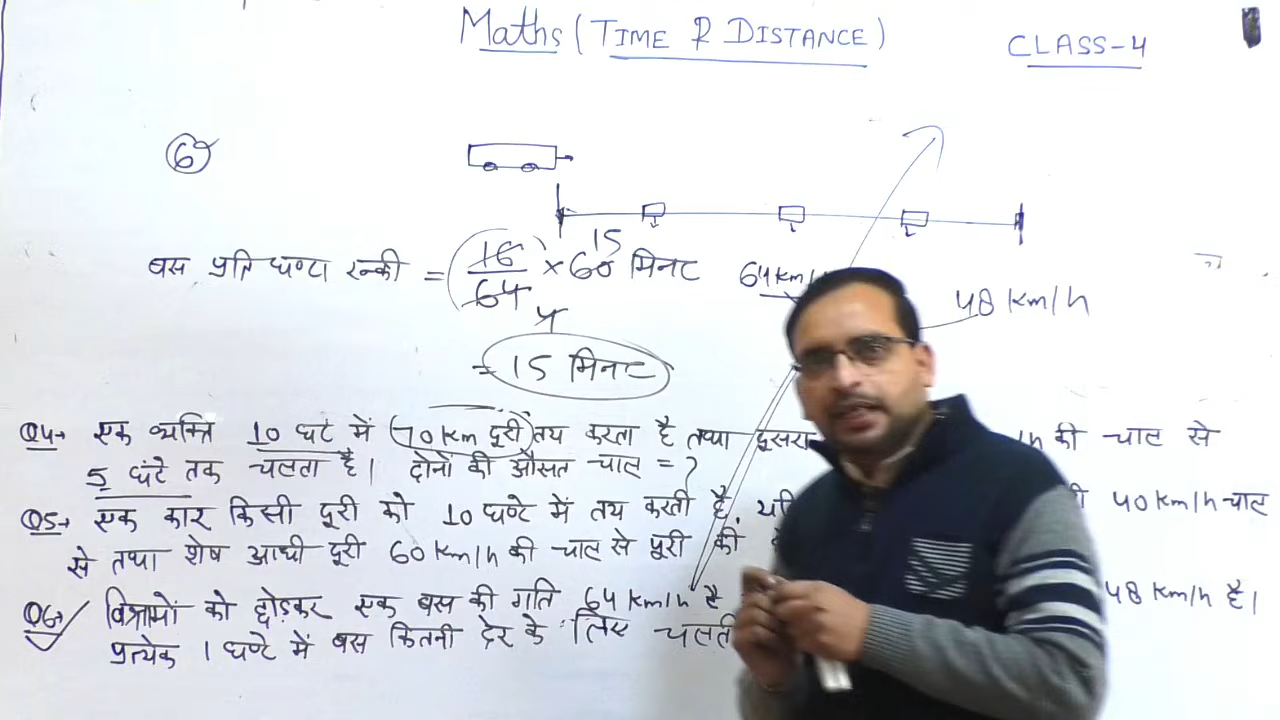 Maths (TIME & DISTANCE)
CLASS-4
6
बस प्रति घण्टा रुकी = (16/64 × 60 मिनट
15
4
64 km/
48 km/h
= 15 मिनट
Q4→ एक व्यक्ति 10 घंटे में (70 km दूरी) तय करता है तथा दूसरा /h की चाल से
5 घंटे तक चलता है। दोनों की औसत चाल = ?
Q5→ एक कार किसी दूरी को 10 घण्टे में तय करती है, 40 km/h चाल
से तथा शेष आधी दूरी 60 km/h की चाल से पूरी की
Q6→ विश्रामों को छोड़कर एक बस की गति 64 km/h है 48 km/h है।
प्रत्येक 1 घण्टे में बस कितनी देर के लिए चलती